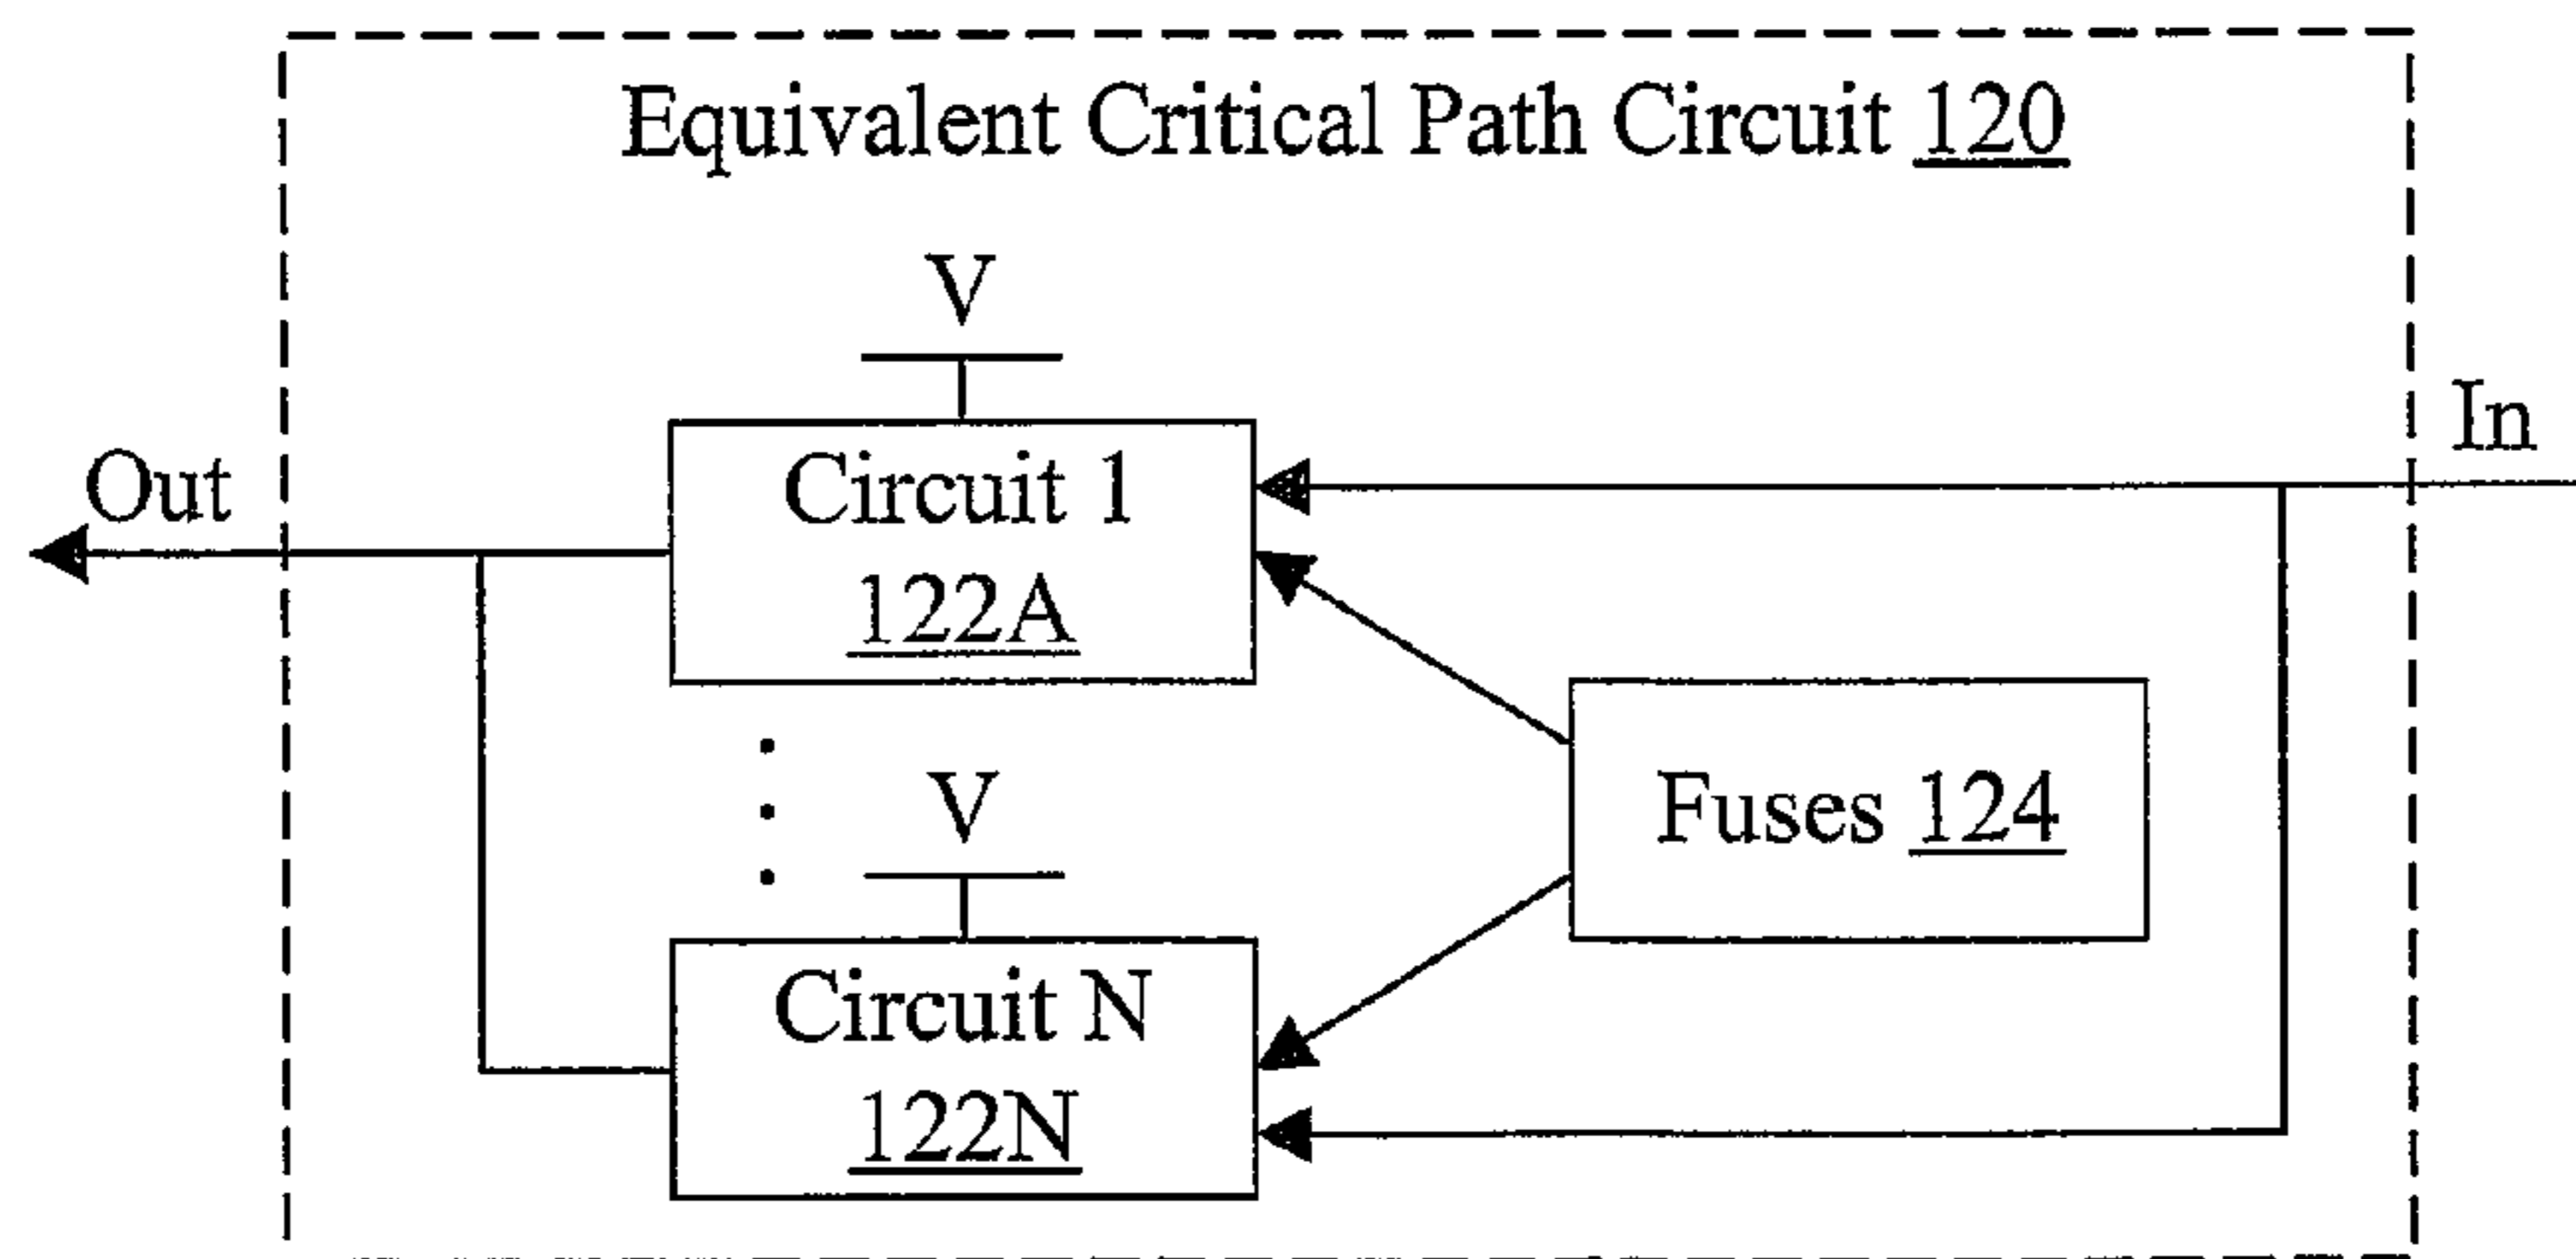 Equivalent Critical Path Circuit 120
V
In
Out
Circuit 1
122A
V
Fuses 124
Circuit N
122N